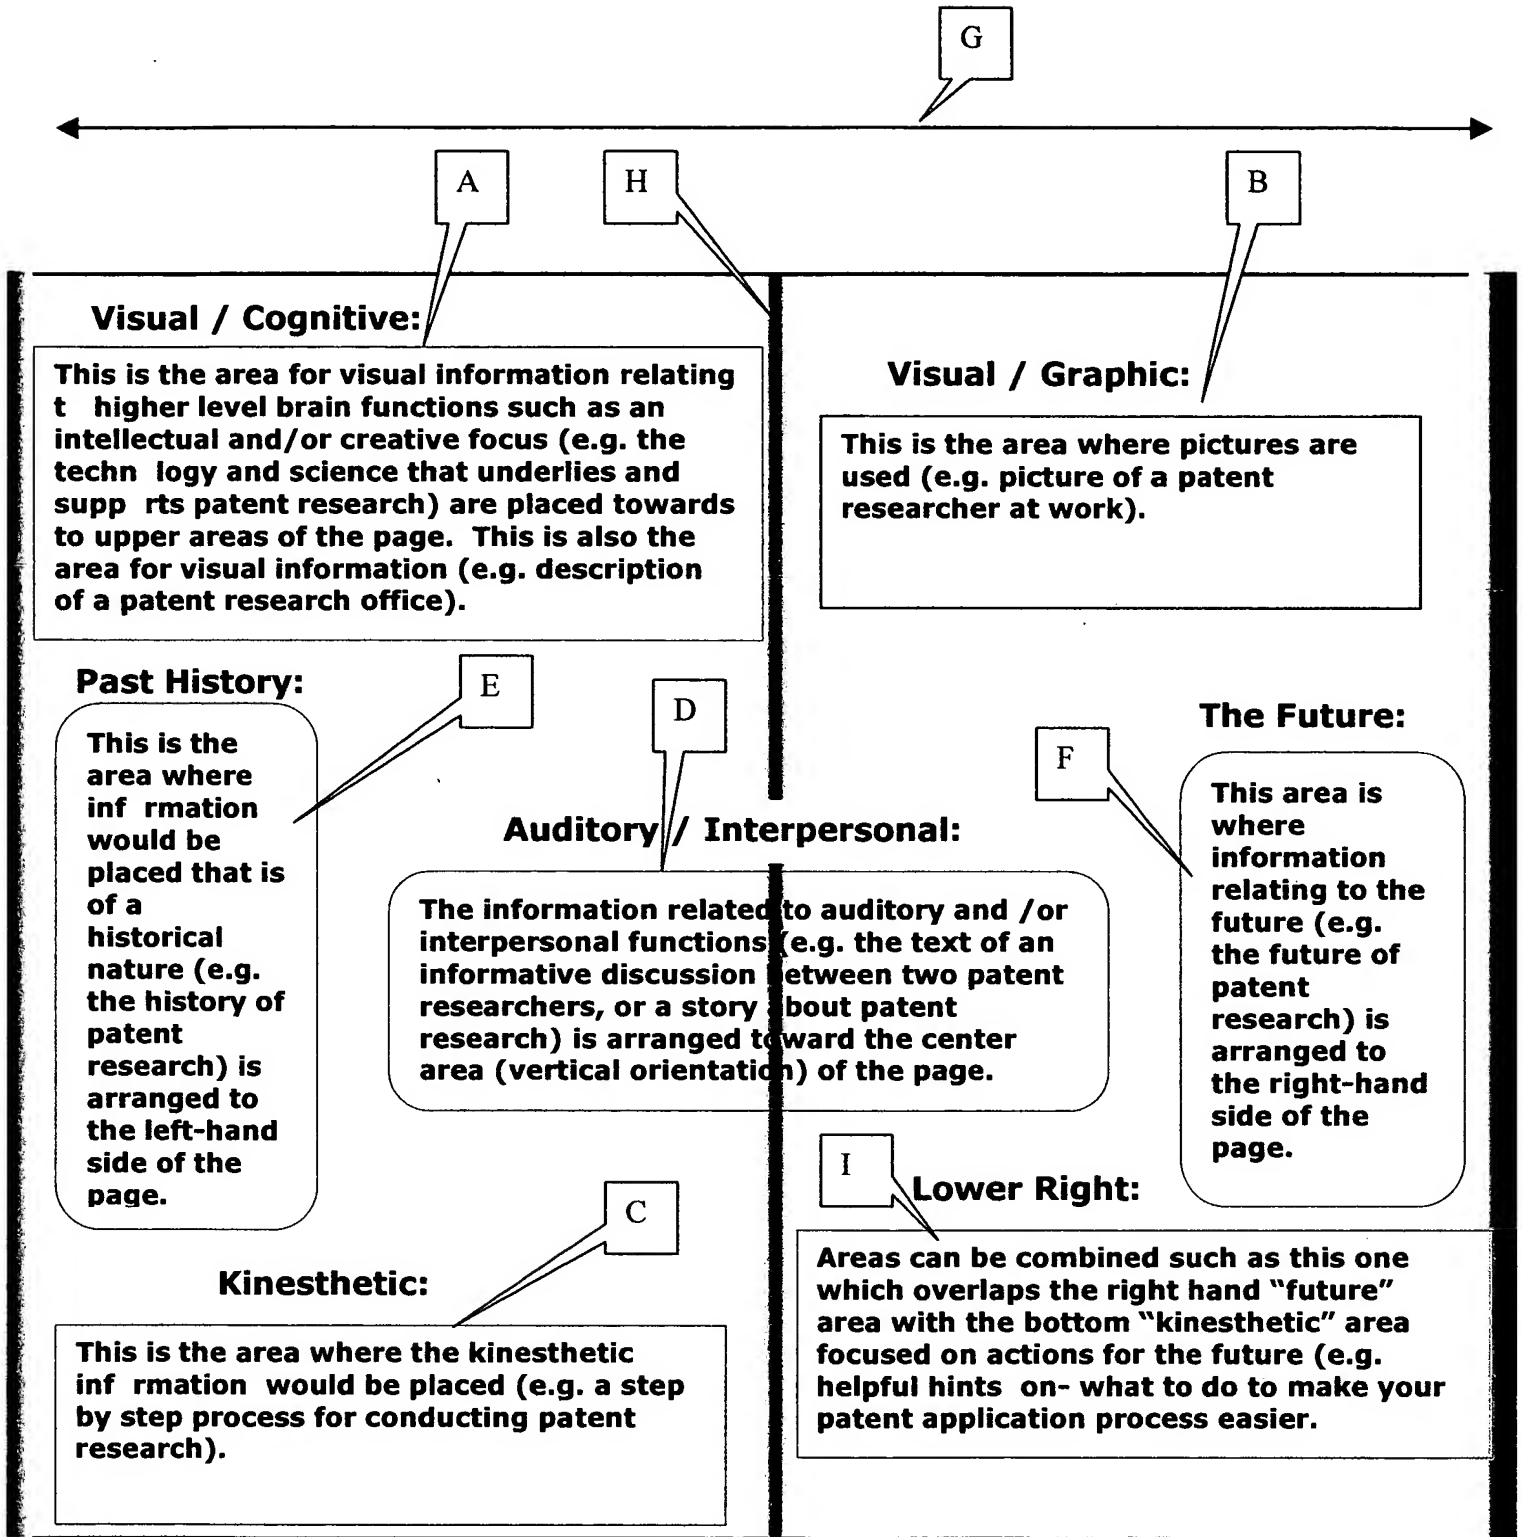 G
A
H
B
Visual / Cognitive:
This is the area for visual information relating
t higher level brain functions such as an
intellectual and/or creative focus (e.g. the
techn logy and science that underlies and
supp rts patent research) are placed towards
to upper areas of the page. This is also the
area for visual information (e.g. description
of a patent research office).
Visual / Graphic:
This is the area where pictures are
used (e.g. picture of a patent
researcher at work).
E
D
F
Past History:
This is the
area where
inf rmation
would be
placed that is
of a
historical
nature (e.g.
the history of
patent
research) is
arranged to
the left-hand
side of the
page.
Auditory / Interpersonal:
The information related to auditory and /or
interpersonal functions (e.g. the text of an
informative discussion between two patent
researchers, or a story about patent
research) is arranged toward the center
area (vertical orientation) of the page.
The Future:
This area is
where
information
relating to the
future (e.g.
the future of
patent
research) is
arranged to
the right-hand
side of the
page.
C
Kinesthetic:
This is the area where the kinesthetic
inf rmation would be placed (e.g. a step
by step process for conducting patent
research).
I
Lower Right:
Areas can be combined such as this one
which overlaps the right hand “future”
area with the bottom “kinesthetic” area
focused on actions for the future (e.g.
helpful hints on- what to do to make your
patent application process easier.